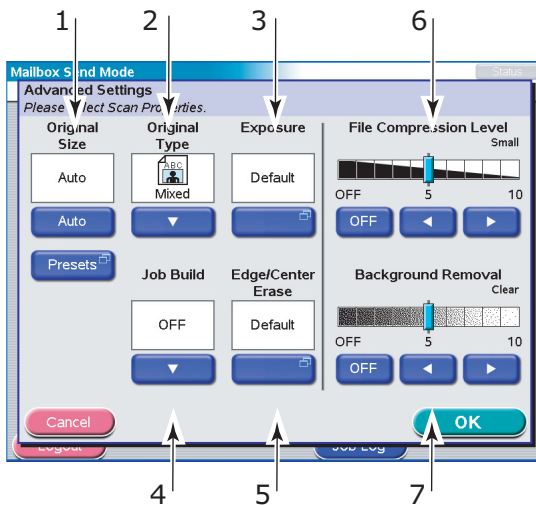 1
2
3
6
Mailbox Send Mode
Status
Advanced Settings
Please Select Scan Properties.
Original
Size
Original
Type
Exposure
File Compression Level
Small
Auto
ABC
Mixed
Default
OFF
5
10
Auto
OFF
Presets
Job Build
Edge/Center
Erase
Background Removal
Clear
OFF
Default
OFF
5
10
OFF
Cancel
OK
Logout
Job Log
4
5
7